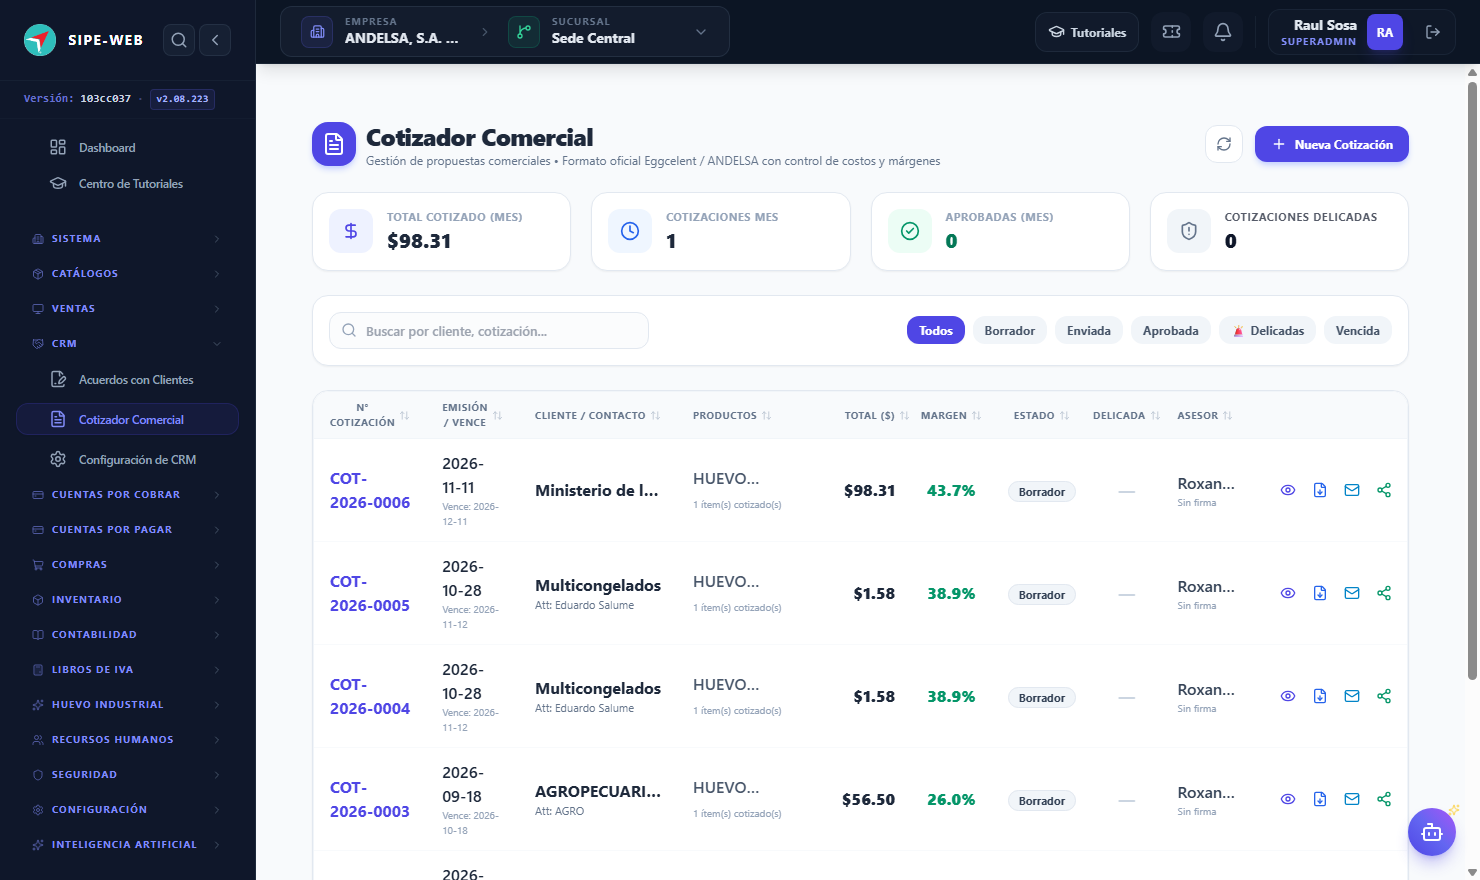 SIPE-WEB
Versión: 103cc037 · v2.08.223
Dashboard
Centro de Tutoriales
SISTEMA
CATÁLOGOS
VENTAS
CRM
Acuerdos con Clientes
Cotizador Comercial
Configuración de CRM
CUENTAS POR COBRAR
CUENTAS POR PAGAR
COMPRAS
INVENTARIO
CONTABILIDAD
LIBROS DE IVA
HUEVO INDUSTRIAL
RECURSOS HUMANOS
SEGURIDAD
CONFIGURACIÓN
INTELIGENCIA ARTIFICIAL
EMPRESA
ANDELSA, S.A. ...
SUCURSAL
Sede Central
Tutoriales
Raul Sosa
SUPERADMIN
RA
Cotizador Comercial
Gestión de propuestas comerciales • Formato oficial Eggcelent / ANDELSA con control de costos y márgenes
Nueva Cotización
TOTAL COTIZADO (MES)
$98.31
COTIZACIONES MES
1
APROBADAS (MES)
0
COTIZACIONES DELICADAS
0
Buscar por cliente, cotización...
Todos
Borrador
Enviada
Aprobada
Delicadas
Vencida
N°
COTIZACIÓN
EMISIÓN
/ VENCE
CLIENTE / CONTACTO
PRODUCTOS
TOTAL ($)
MARGEN
ESTADO
DELICADA
ASESOR
COT-
2026-0006
2026-
11-11
Vence: 2026-
12-11
Ministerio de l...
HUEVO...
1 ítem(s) cotizado(s)
$98.31
43.7%
Borrador
—
Roxan...
Sin firma
COT-
2026-0005
2026-
10-28
Vence: 2026-
11-12
Multicongelados
Att: Eduardo Salume
HUEVO...
1 ítem(s) cotizado(s)
$1.58
38.9%
Borrador
—
Roxan...
Sin firma
COT-
2026-0004
2026-
10-28
Vence: 2026-
11-12
Multicongelados
Att: Eduardo Salume
HUEVO...
1 ítem(s) cotizado(s)
$1.58
38.9%
Borrador
—
Roxan...
Sin firma
COT-
2026-0003
2026-
09-18
Vence: 2026-
10-18
AGROPECUARI...
Att: AGRO
HUEVO...
1 ítem(s) cotizado(s)
$56.50
26.0%
Borrador
—
Roxan...
Sin firma
2026-